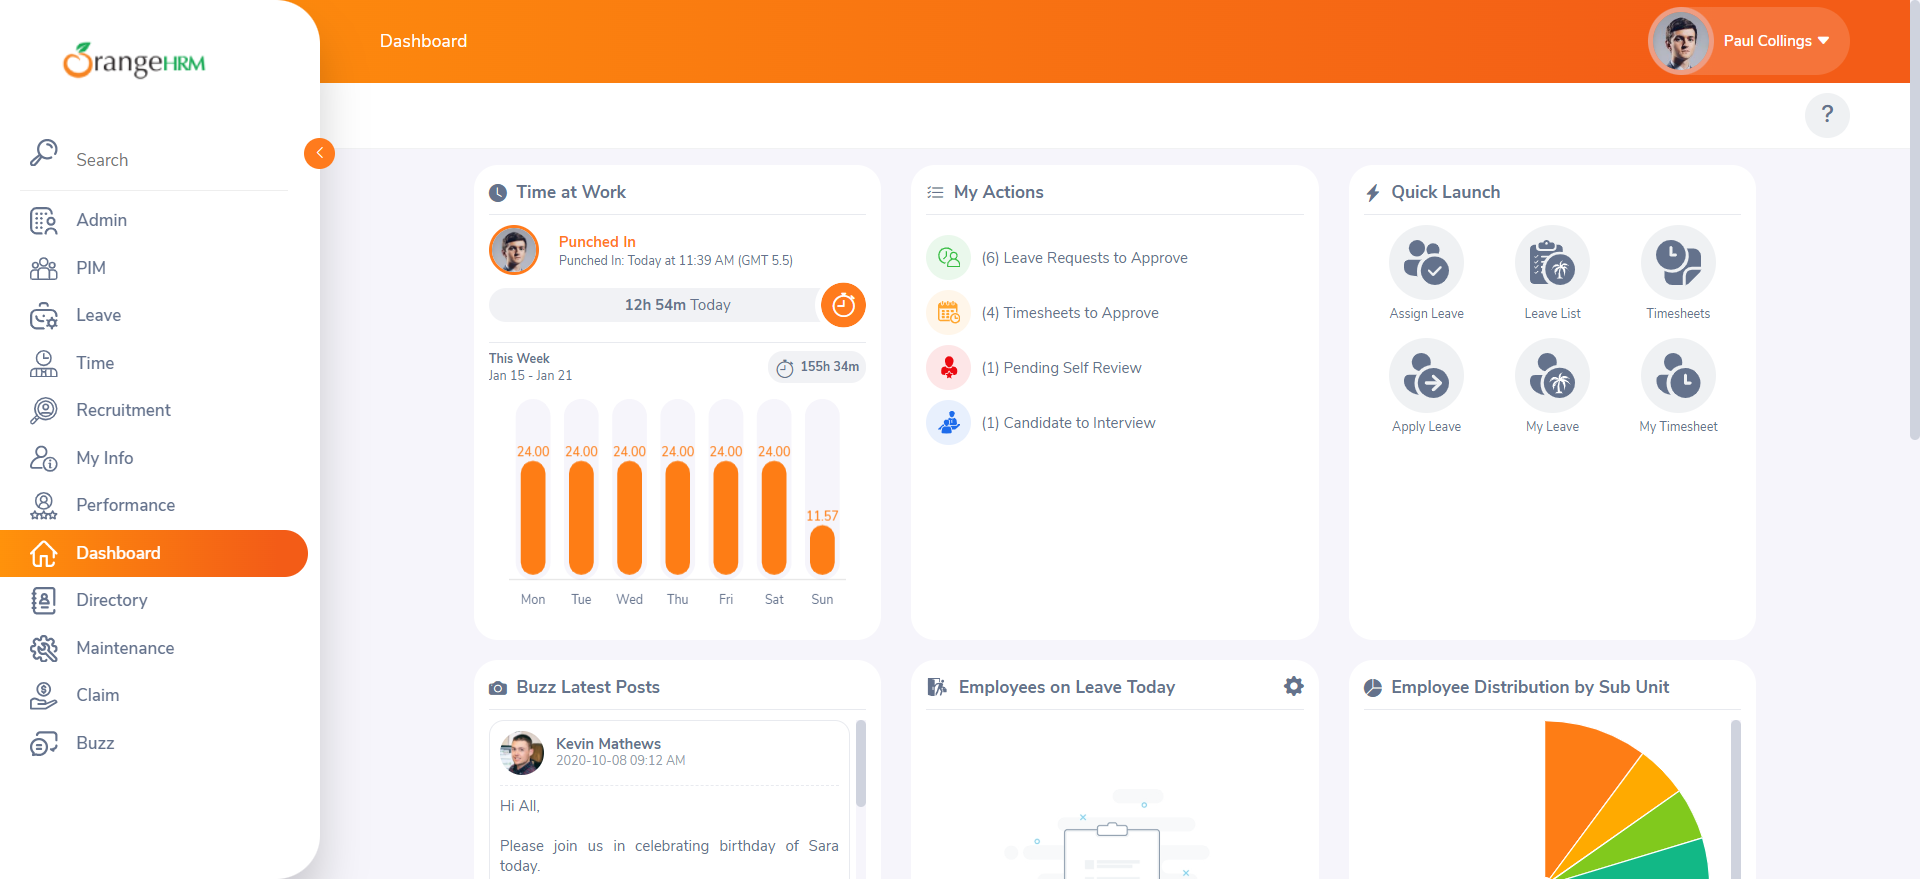 OrangeHRM
Dashboard
Paul Collings
?
Search
Admin
PIM
Leave
Time
Recruitment
My Info
Performance
Dashboard
Directory
Maintenance
Claim
Buzz
Time at Work
Punched In
Punched In: Today at 11:39 AM (GMT 5.5)
12h 54m Today
This Week
Jan 15 - Jan 21
155h 34m
24.00 24.00 24.00 24.00 24.00 24.00
11.57
Mon Tue Wed Thu Fri Sat Sun
My Actions
(6) Leave Requests to Approve
(4) Timesheets to Approve
(1) Pending Self Review
(1) Candidate to Interview
Quick Launch
Assign Leave Leave List Timesheets
Apply Leave My Leave My Timesheet
Buzz Latest Posts
Kevin Mathews
2020-10-08 09:12 AM
Hi All,
Please join us in celebrating birthday of Sara
today.
Employees on Leave Today
Employee Distribution by Sub Unit